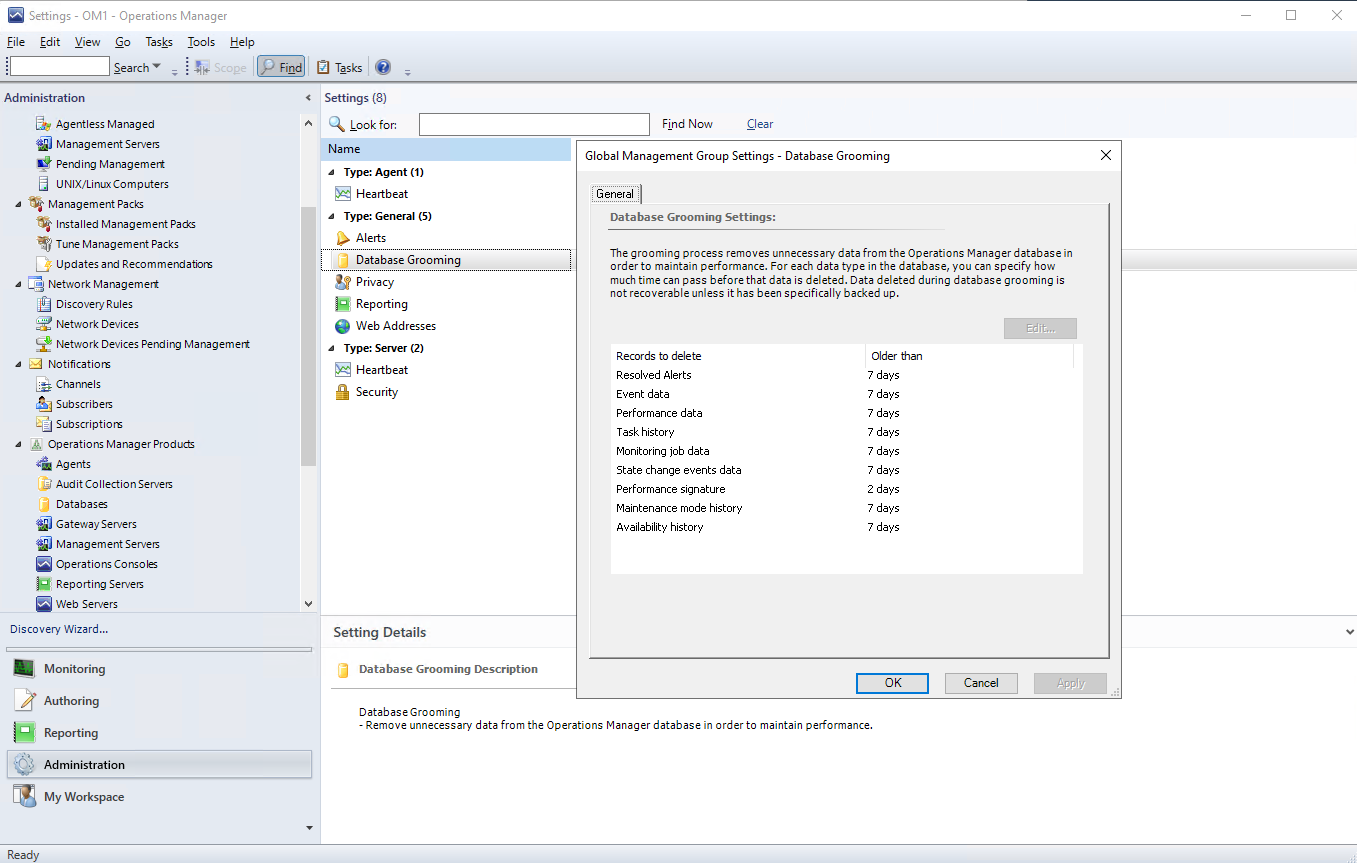 Settings - OM1 - Operations Manager
File Edit View Go Tasks Tools Help
Search Scope Find Tasks
Administration
Agentless Managed
Management Servers
Pending Management
UNIX/Linux Computers
Management Packs
Installed Management Packs
Tune Management Packs
Updates and Recommendations
Network Management
Discovery Rules
Network Devices
Network Devices Pending Management
Notifications
Channels
Subscribers
Subscriptions
Operations Manager Products
Agents
Audit Collection Servers
Databases
Gateway Servers
Management Servers
Operations Consoles
Reporting Servers
Web Servers
Discovery Wizard...
Monitoring
Authoring
Reporting
Administration
My Workspace
Settings (8)
Look for: Find Now Clear
Name
Type: Agent (1)
Heartbeat
Type: General (5)
Alerts
Database Grooming
Privacy
Reporting
Web Addresses
Type: Server (2)
Heartbeat
Security
Global Management Group Settings - Database Grooming
General
Database Grooming Settings:
The grooming process removes unnecessary data from the Operations Manager database in
order to maintain performance. For each data type in the database, you can specify how
much time can pass before that data is deleted. Data deleted during database grooming is
not recoverable unless it has been specifically backed up.
Edit...
Records to delete Older than
Resolved Alerts 7 days
Event data 7 days
Performance data 7 days
Task history 7 days
Monitoring job data 7 days
State change events data 7 days
Performance signature 2 days
Maintenance mode history 7 days
Availability history 7 days
OK Cancel Apply
Setting Details
Database Grooming Description
Database Grooming
- Remove unnecessary data from the Operations Manager database in order to maintain performance.
Ready